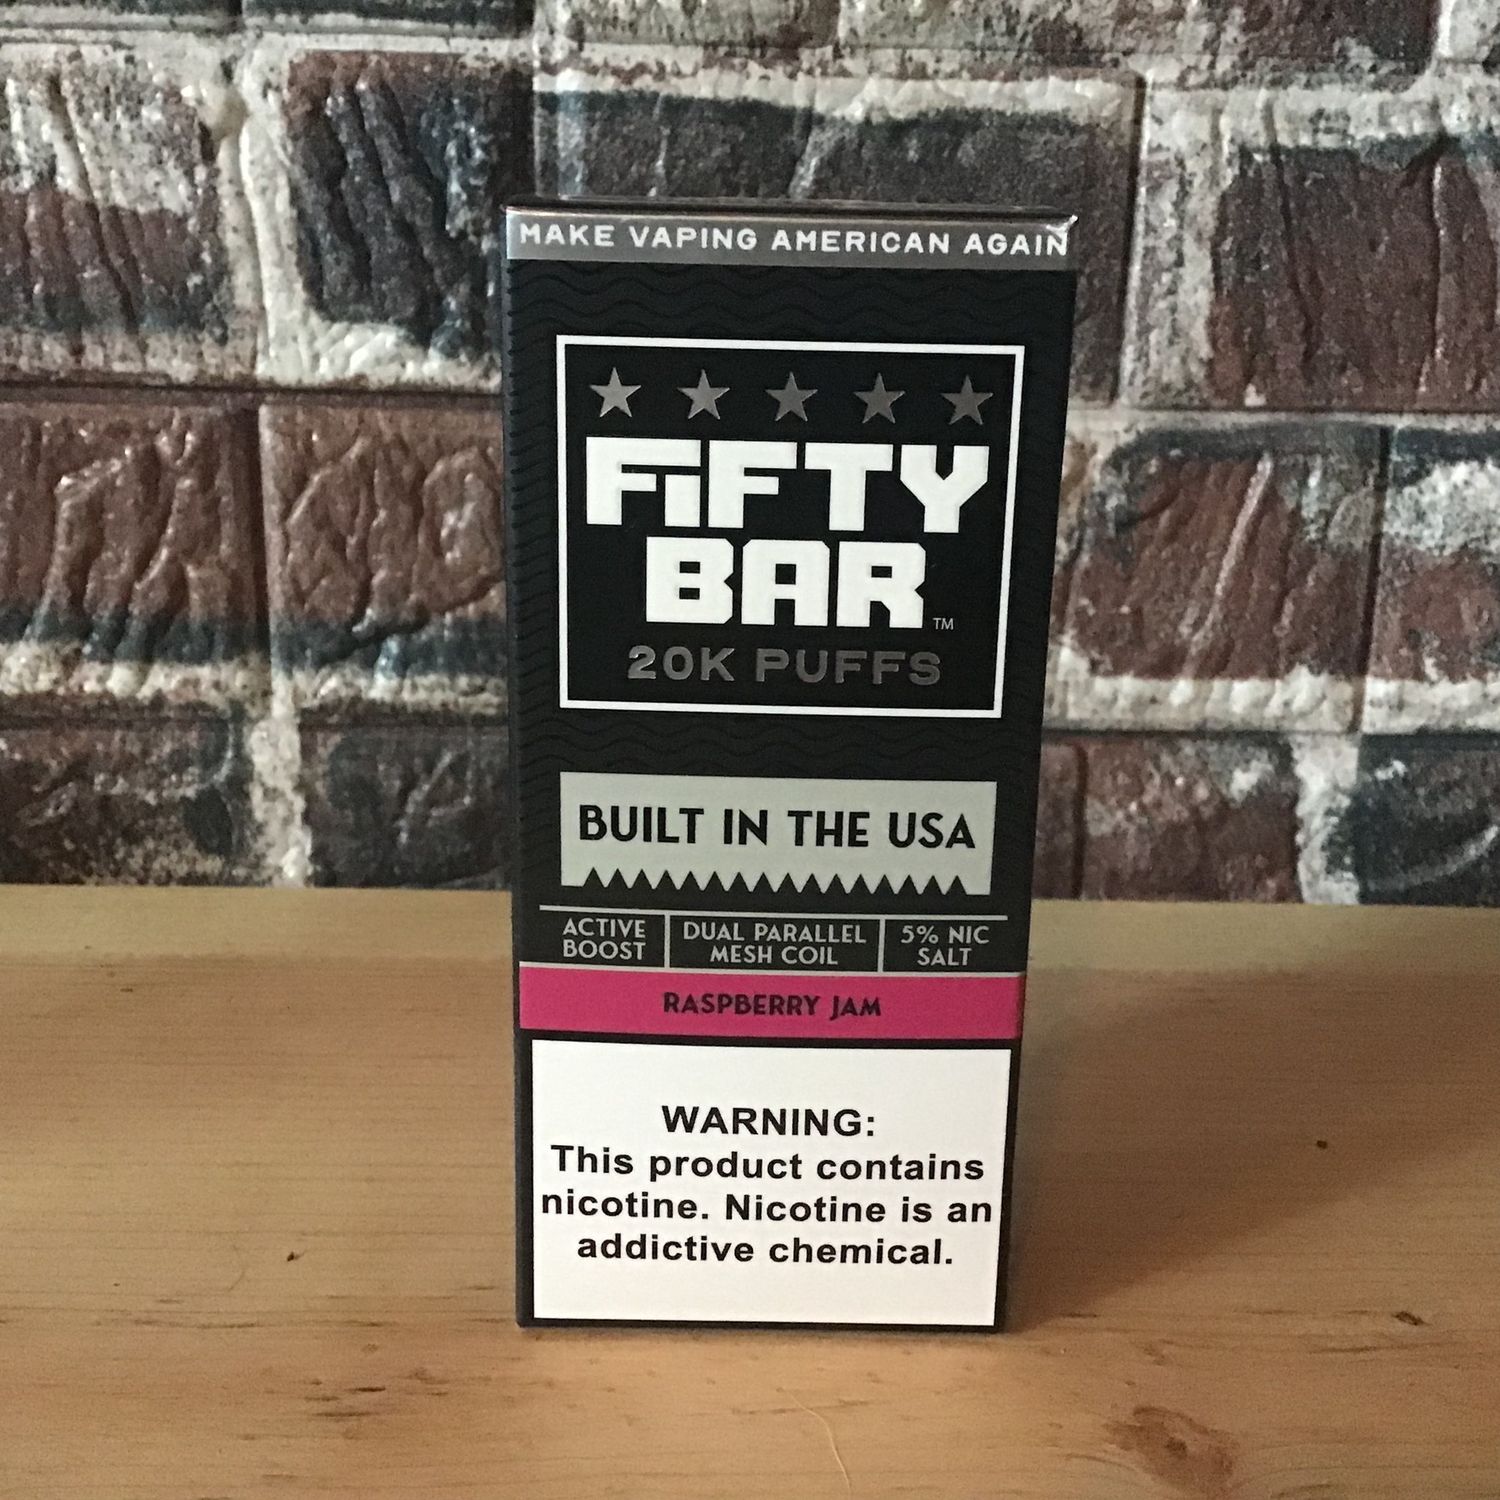 MAKE VAPING AMERICAN AGAIN
FiFTY
BAR™
20K PUFFS
BUILT IN THE USA
ACTIVE
BOOST
DUAL PARALLEL
MESH COIL
5% NIC
SALT
RASPBERRY JAM
WARNING:
This product contains
nicotine. Nicotine is an
addictive chemical.